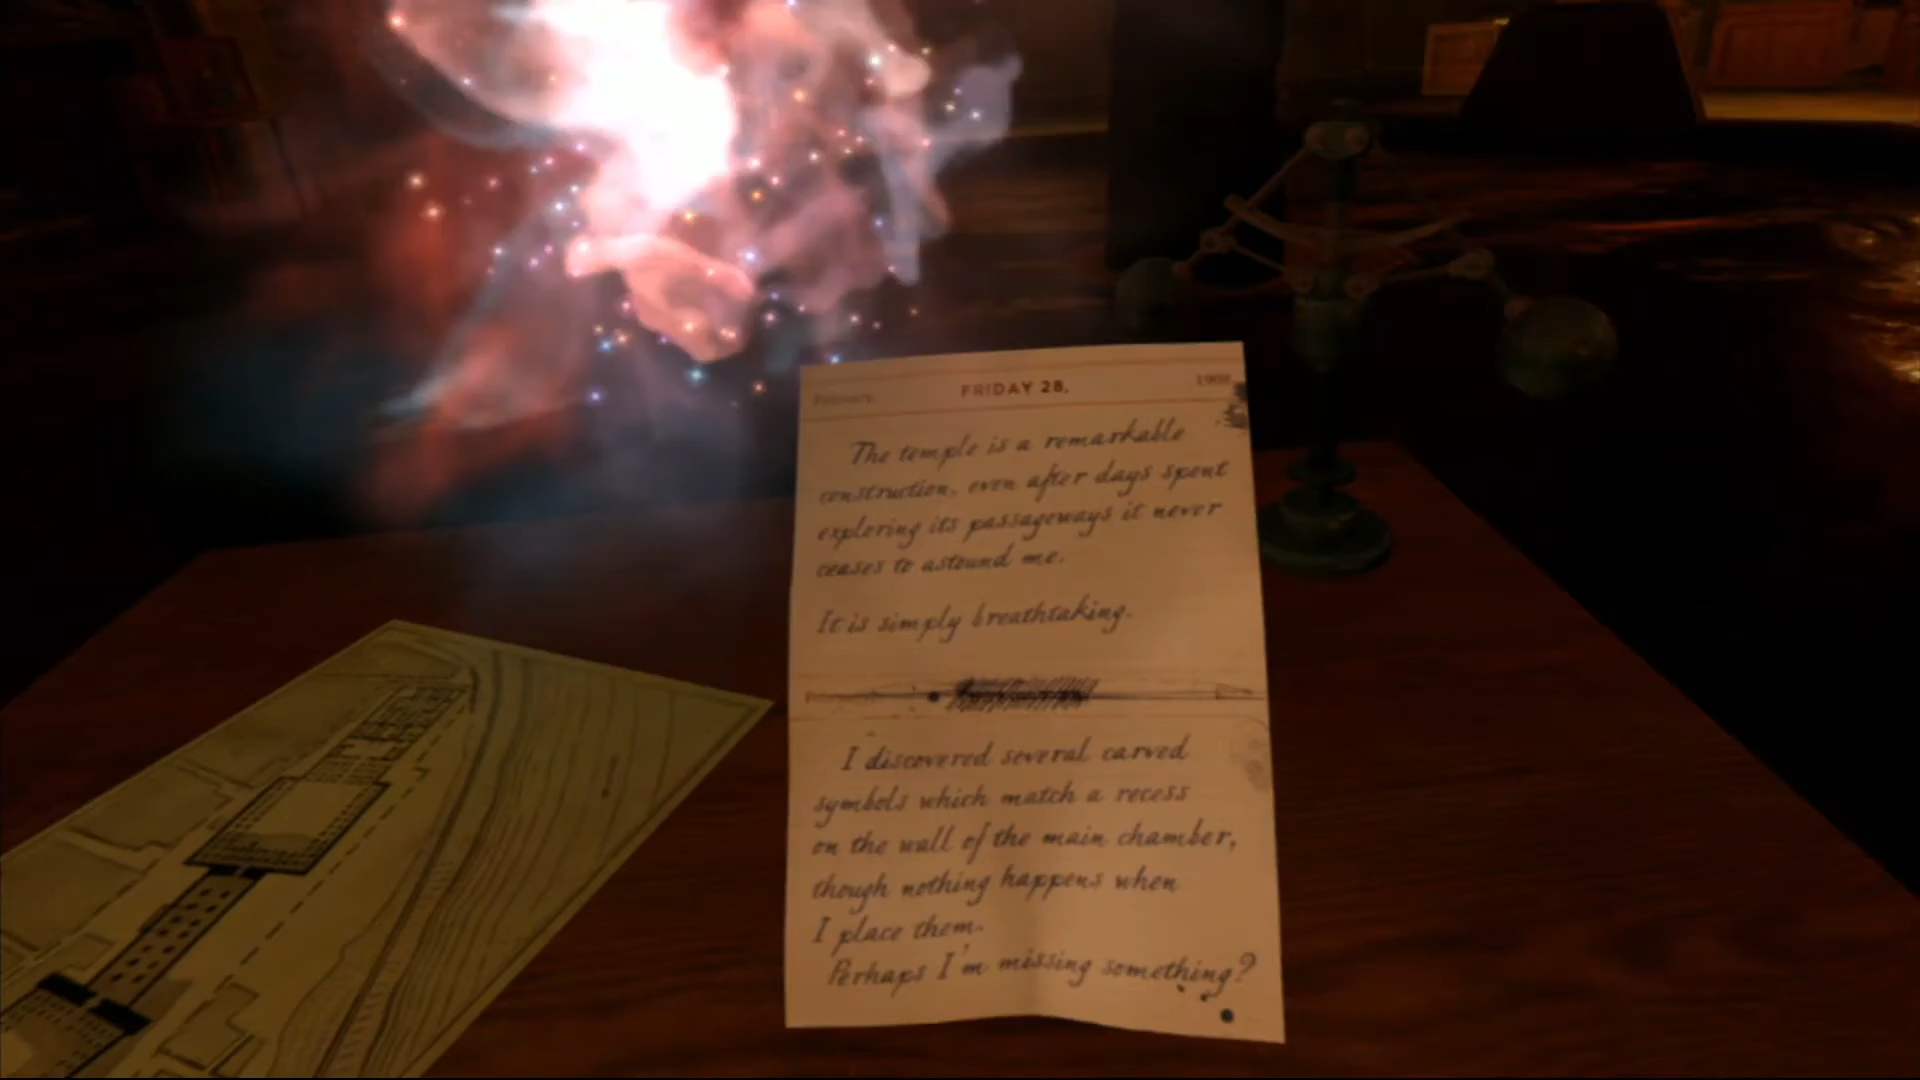 February, FRIDAY 28, 1908
The temple is a remarkable
construction, even after days spent
exploring its passageways it never
ceases to astound me.
It is simply breathtaking.
I discovered several carved
symbols which match a recess
on the wall of the main chamber,
though nothing happens when
I place them.
Perhaps I'm missing something?